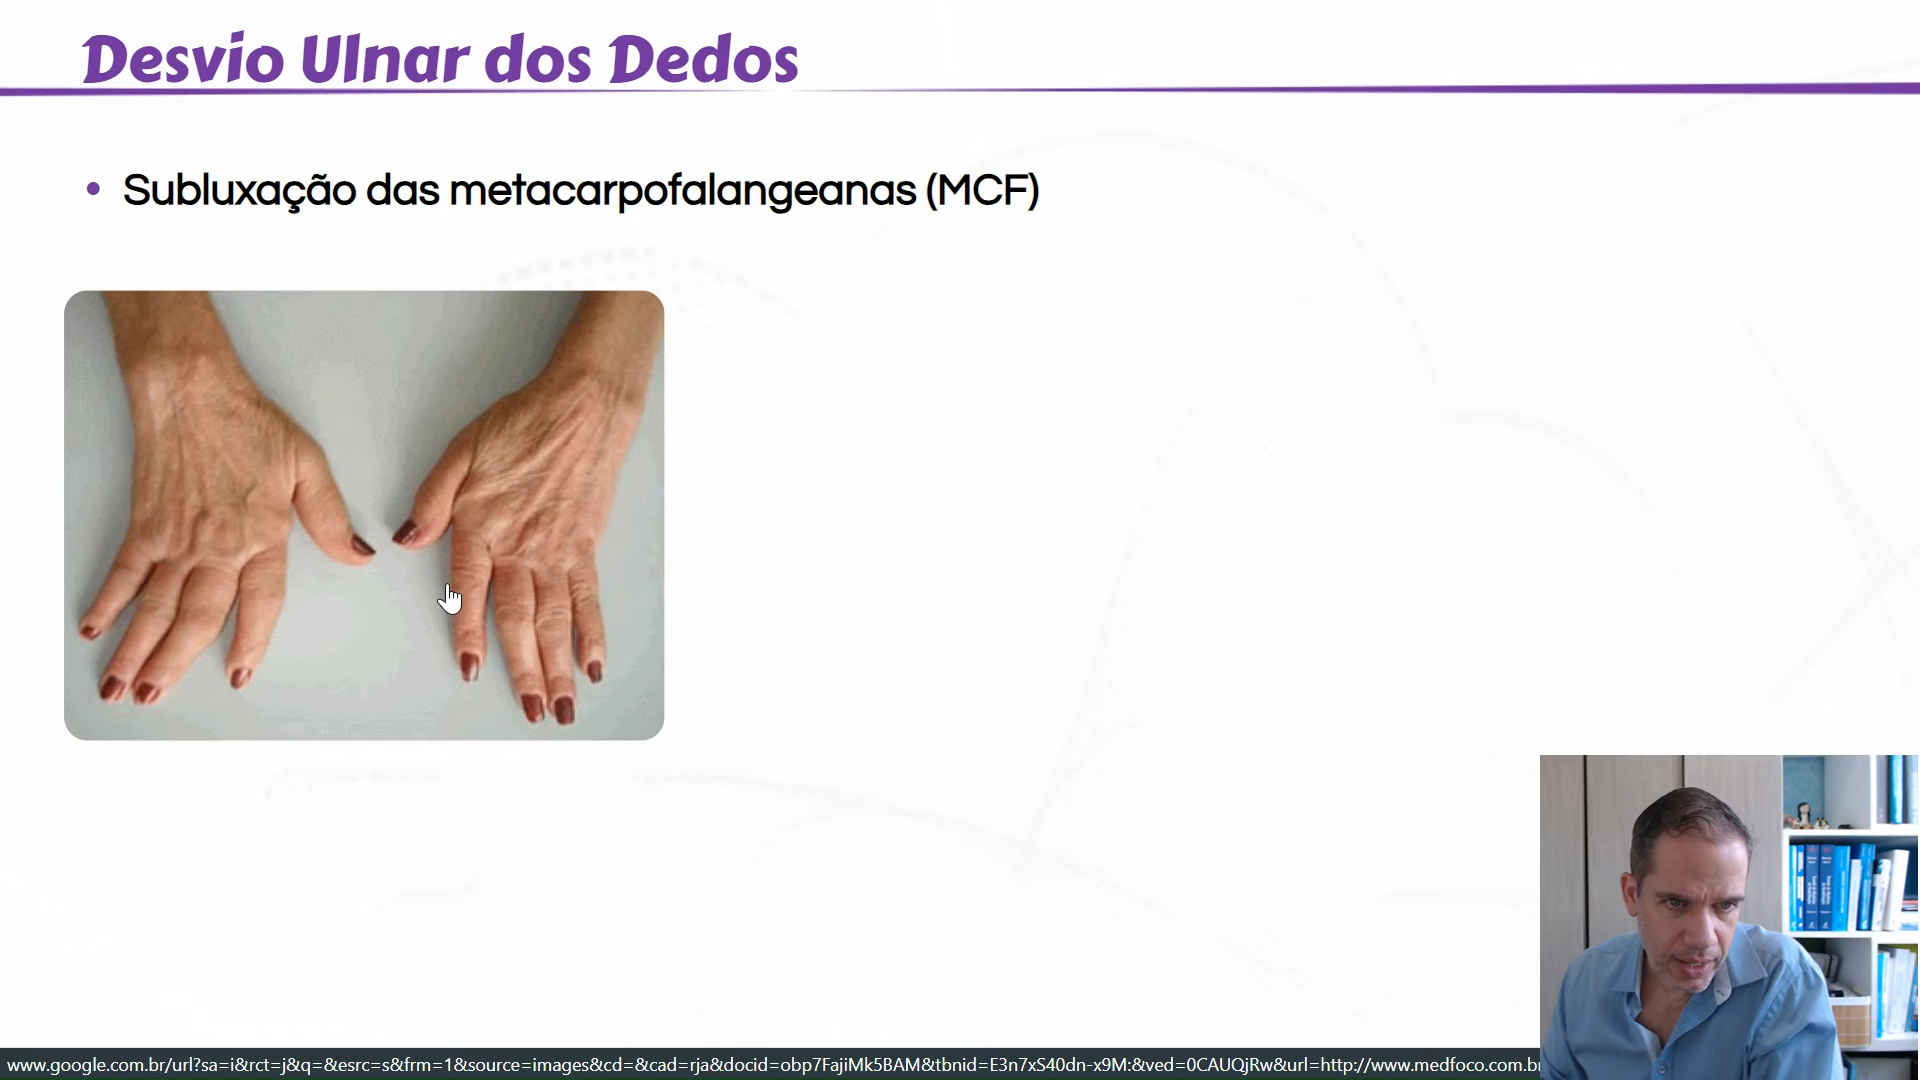 Desvio Ulnar dos Dedos
• Subluxação das metacarpofalangeanas (MCF)
www.google.com.br/url?sa=i&rct=j&q=&esrc=s&frm=1&source=images&cd=&cad=rja&docid=obp7FajiMk5BAM&tbnid=E3n7xS40dn-x9M:&ved=0CAUQjRw&url=http://www.medfoco.com.br